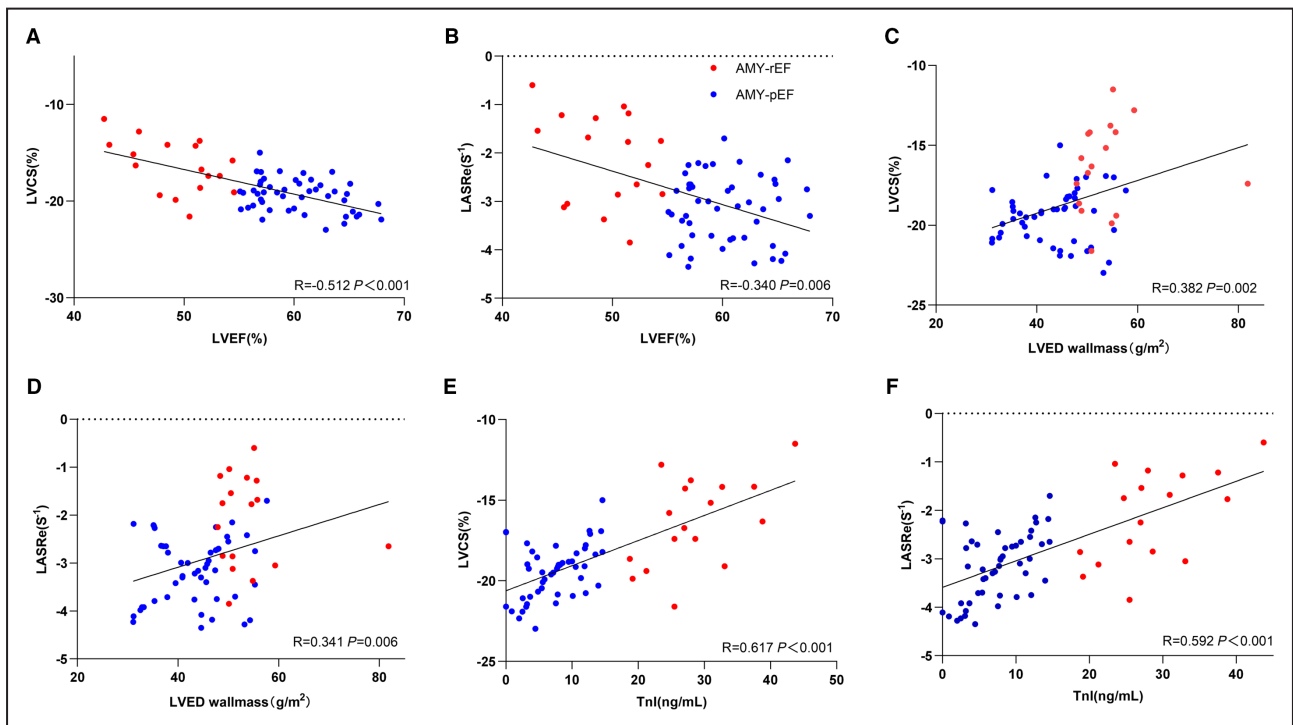 A
LVCS(%)
-10
-20
-30
40
50
60
70
LVEF(%)
R=-0.512 P＜0.001
B
LASRe(S-1)
0
-1
-2
-3
-4
-5
40
50
60
70
LVEF(%)
AMY-rEF
AMY-pEF
R=-0.340 P=0.006
C
LVCS(%)
-10
-15
-20
-25
20
40
60
80
LVED wallmass（g/m2）
R=0.382 P=0.002
D
LASRe(S-1)
0
-1
-2
-3
-4
-5
20
40
60
80
LVED wallmass（g/m2）
R=0.341 P=0.006
E
LVCS(%)
-10
-15
-20
-25
0
10
20
30
40
50
TnI(ng/mL)
R=0.617 P＜0.001
F
LASRe(S-1)
0
-1
-2
-3
-4
-5
0
10
20
30
40
TnI(ng/mL)
R=0.592 P＜0.001